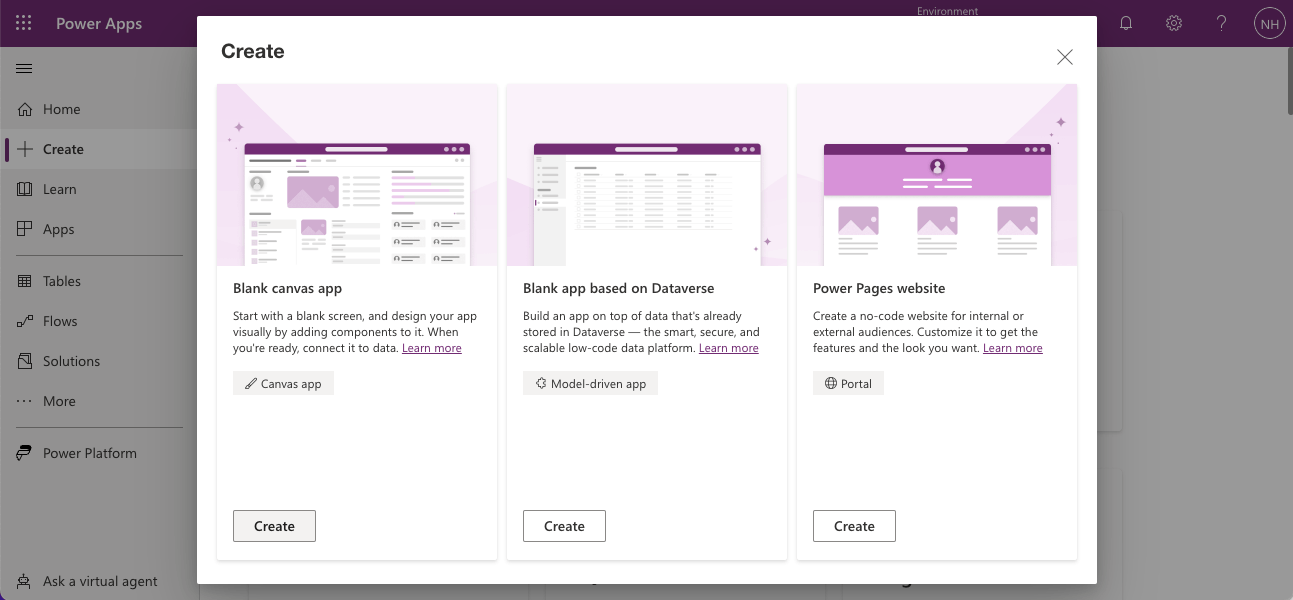 Power Apps
Environment
?
NH
Home
Create
Learn
Apps
Tables
Flows
Solutions
More
Power Platform
Ask a virtual agent
Create
Blank canvas app
Start with a blank screen, and design your app
visually by adding components to it. When
you're ready, connect it to data. Learn more
Canvas app
Create
Blank app based on Dataverse
Build an app on top of data that's already
stored in Dataverse — the smart, secure, and
scalable low-code data platform. Learn more
Model-driven app
Create
Power Pages website
Create a no-code website for internal or
external audiences. Customize it to get the
features and the look you want. Learn more
Portal
Create